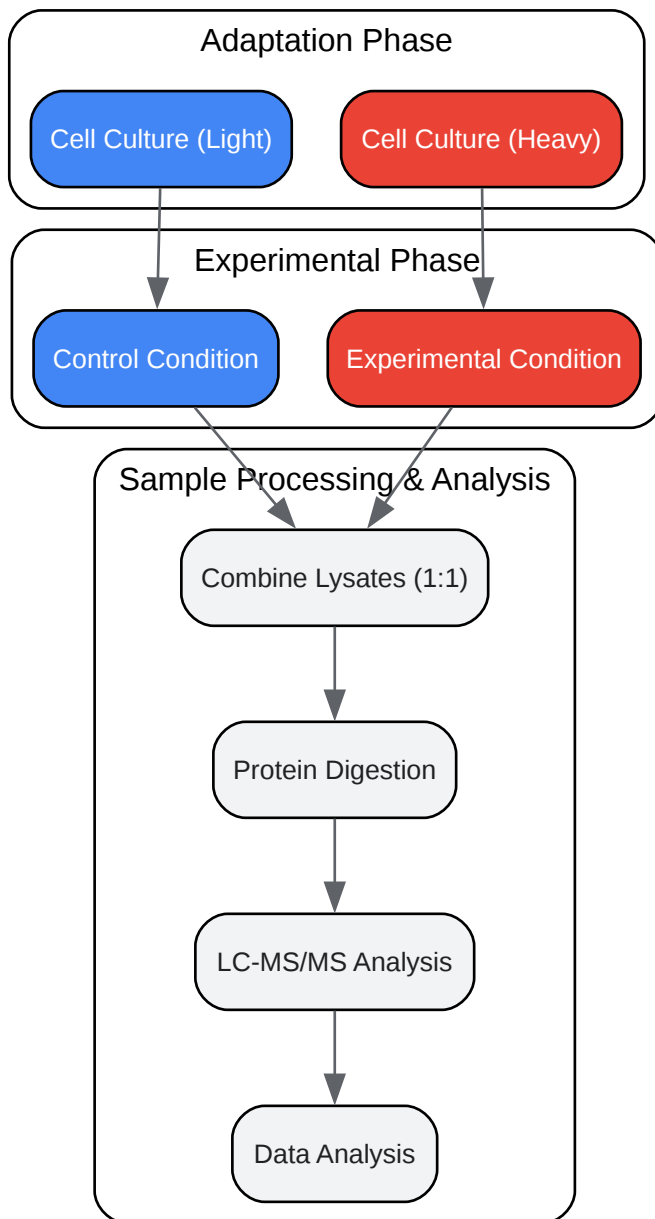 Adaptation Phase
Cell Culture (Light)
Cell Culture (Heavy)
Experimental Phase
Control Condition
Experimental Condition
Sample Processing & Analysis
Combine Lysates (1:1)
Protein Digestion
LC-MS/MS Analysis
Data Analysis